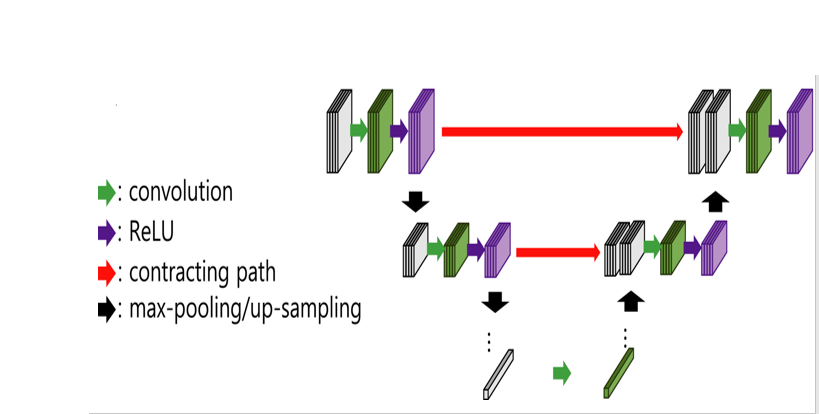 : convolution
: ReLU
: contracting path
: max-pooling/up-sampling